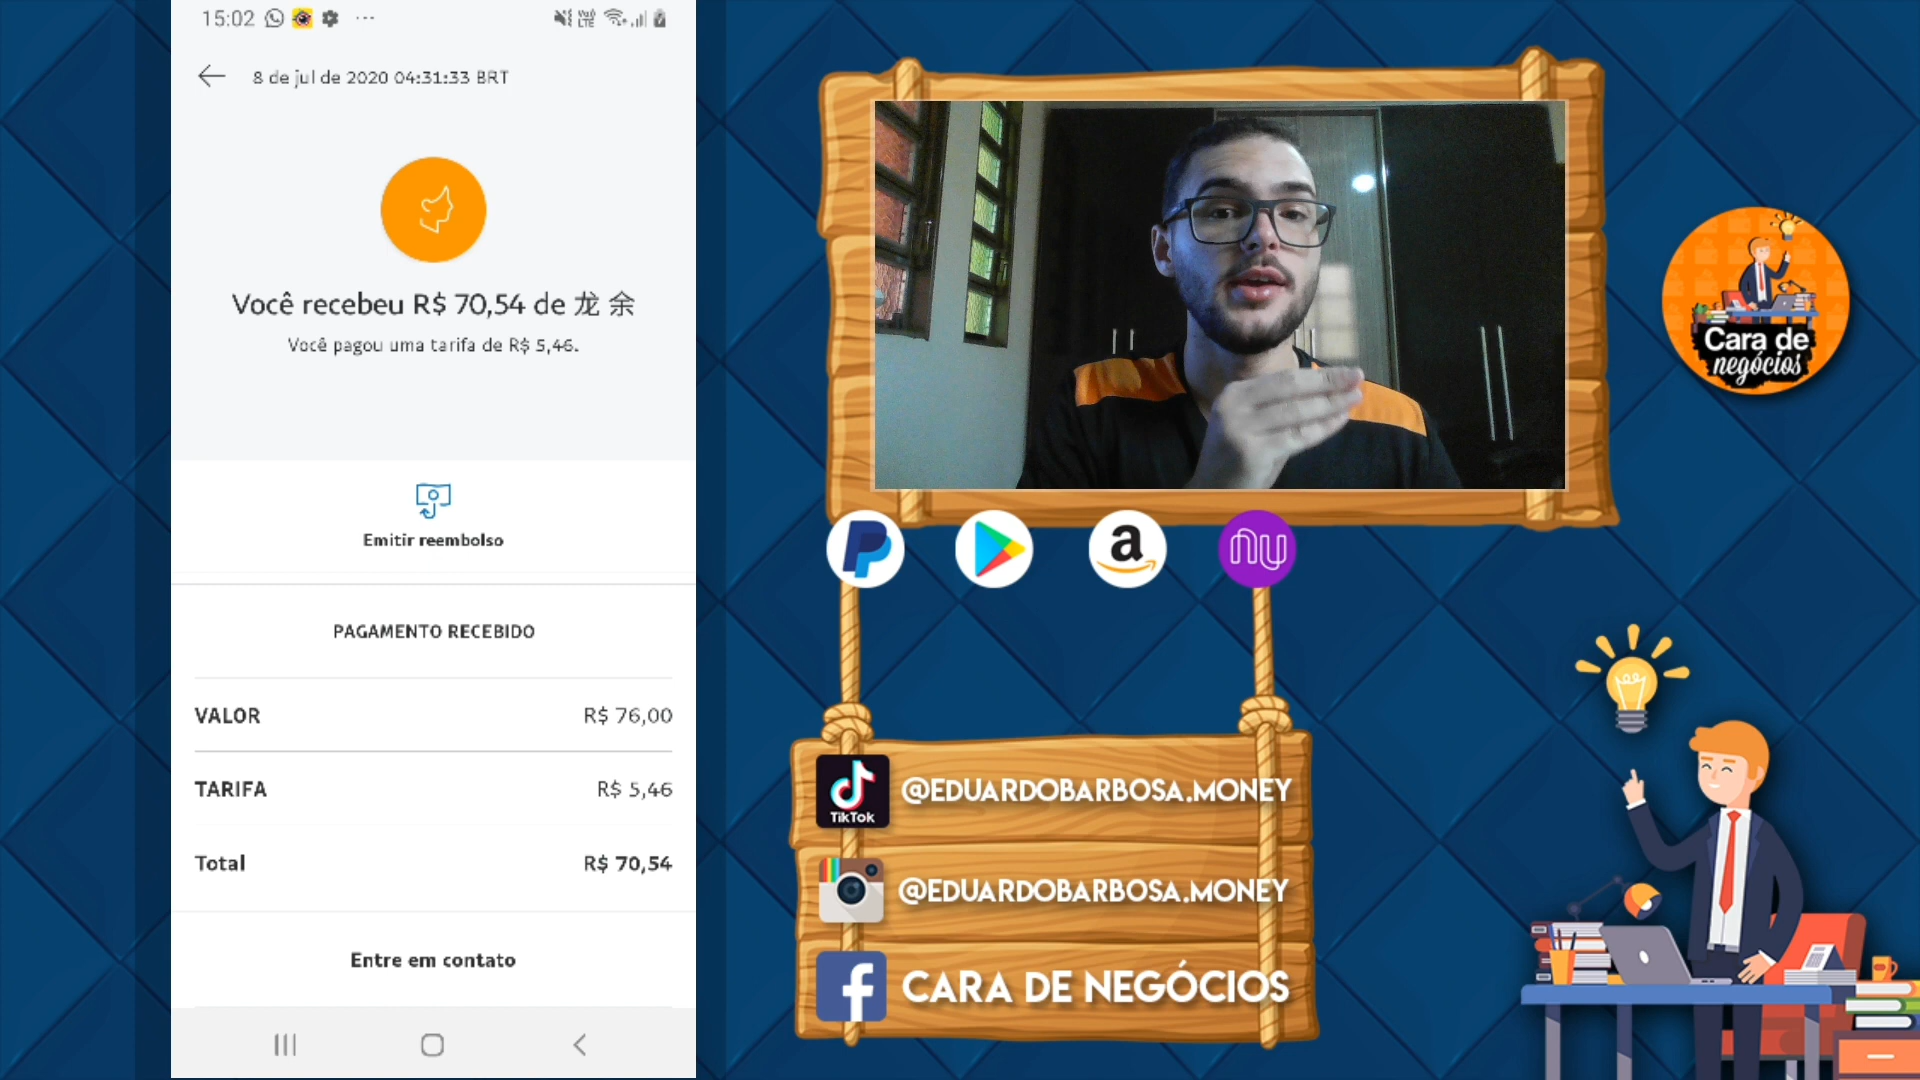 15:02
VoLTE
8 de jul de 2020 04:31:33 BRT
Você recebeu R$ 70,54 de 龙 余
Você pagou uma tarifa de R$ 5,46.
Emitir reembolso
PAGAMENTO RECEBIDO
VALOR R$ 76,00
TARIFA R$ 5,46
Total R$ 70,54
Entre em contato
Cara de
negócios
a
nu
TikTok
@EDUARDOBARBOSA.MONEY
@EDUARDOBARBOSA.MONEY
f
CARA DE NEGÓCIOS